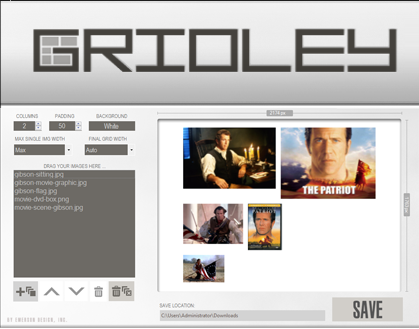 GRIDLEY
COLUMNS PADDING BACKGROUND
2 50 White
MAX SINGLE IMG WIDTH FINAL GRID WIDTH
Max Auto
DRAG YOUR IMAGES HERE...
gibson-sitting.jpg
gibson-movie-graphic.jpg
gibson-flag.jpg
movie-dvd-box.png
movie-scene-gibson.jpg
THE PATRIOT
BY EMERSON DESIGN, INC.
SAVE LOCATION:
C:\Users\Administrator\Downloads
SAVE